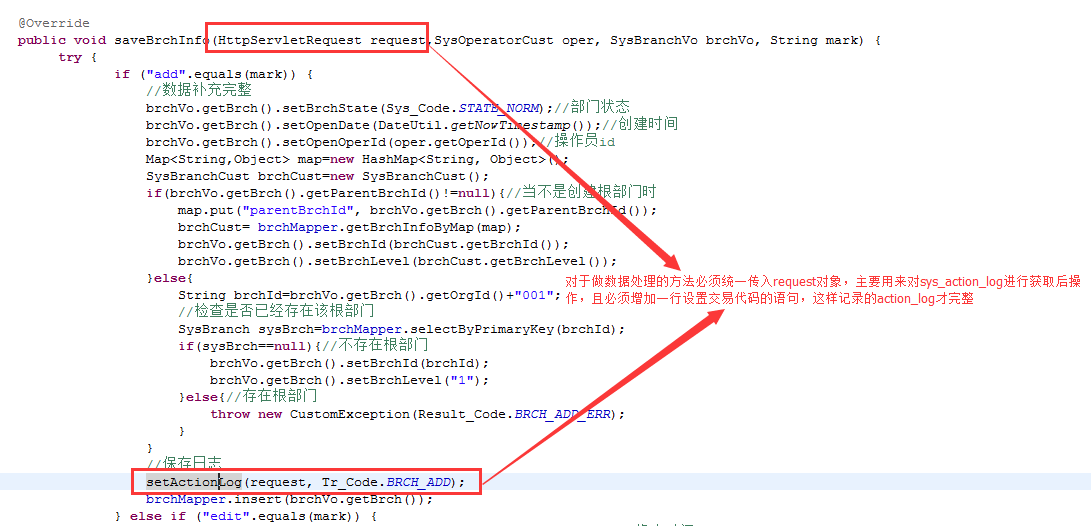 @Override
public void saveBrchInfo(HttpServletRequest request,SysOperatorCust oper, SysBranchVo brchVo, String mark) {
try {
if ("add".equals(mark)) {
//数据补充完整
brchVo.getBrch().setBrchState(Sys_Code.STATE_NORM);//部门状态
brchVo.getBrch().setOpenDate(DateUtil.getNowTimestamp());//创建时间
brchVo.getBrch().setOpenOperId(oper.getOperId());//操作员id
Map<String,Object> map=new HashMap<String, Object>();
SysBranchCust brchCust=new SysBranchCust();
if(brchVo.getBrch().getParentBrchId()!=null){//当不是创建根部门时
map.put("parentBrchId", brchVo.getBrch().getParentBrchId());
brchCust= brchMapper.getBrchInfoByMap(map);
brchVo.getBrch().setBrchId(brchCust.getBrchId());
brchVo.getBrch().setBrchLevel(brchCust.getBrchLevel());
}else{
对于做数据处理的方法必须统一传入request对象，主要用来对sys_action_log进行获取后操
作，且必须增加一行设置交易代码的语句，这样记录的action_log才完整
String brchId=brchVo.getBrch().getOrgId()+"001";
//检查是否已经存在该根部门
SysBranch sysBrch=brchMapper.selectByPrimaryKey(brchId);
if(sysBrch==null){//不存在根部门
brchVo.getBrch().setBrchId(brchId);
brchVo.getBrch().setBrchLevel("1");
}else{//存在根部门
throw new CustomException(Result_Code.BRCH_ADD_ERR);
}
}
//保存日志
setActionLog(request, Tr_Code.BRCH_ADD);
brchMapper.insert(brchVo.getBrch());
} else if ("edit".equals(mark)) {